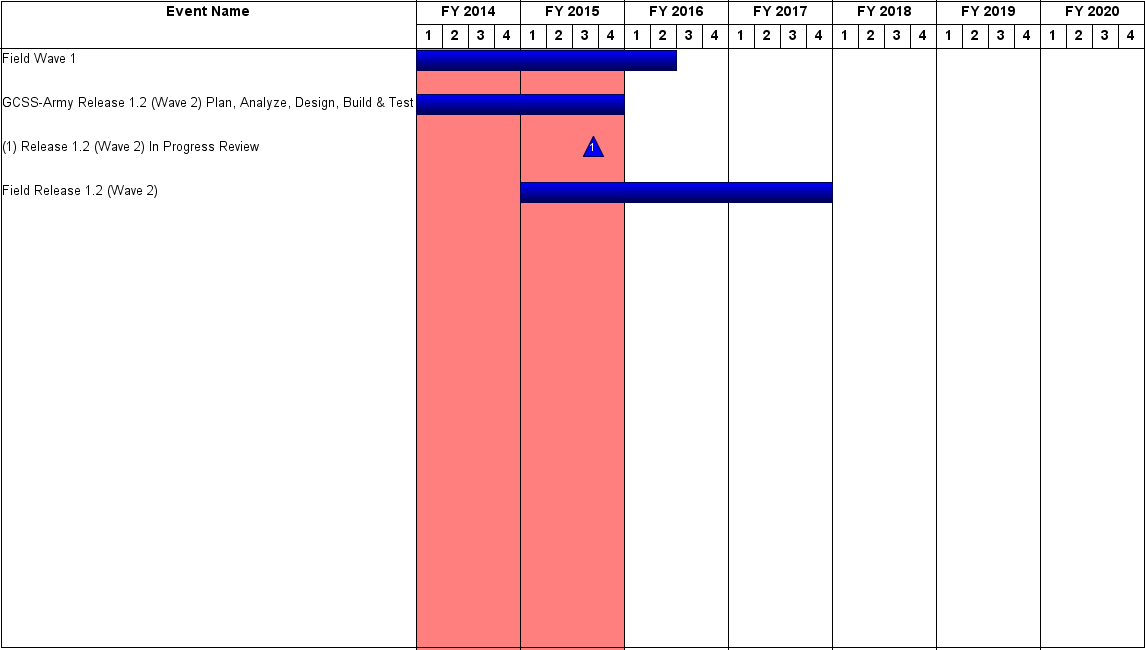 Event Name FY 2014 FY 2015 FY 2016 FY 2017 FY 2018 FY 2019 FY 2020
1 2 3 4 1 2 3 4 1 2 3 4 1 2 3 4 1 2 3 4 1 2 3 4 1 2 3 4
Field Wave 1
GCSS-Army Release 1.2 (Wave 2) Plan, Analyze, Design, Build & Test
(1) Release 1.2 (Wave 2) In Progress Review 1
Field Release 1.2 (Wave 2)